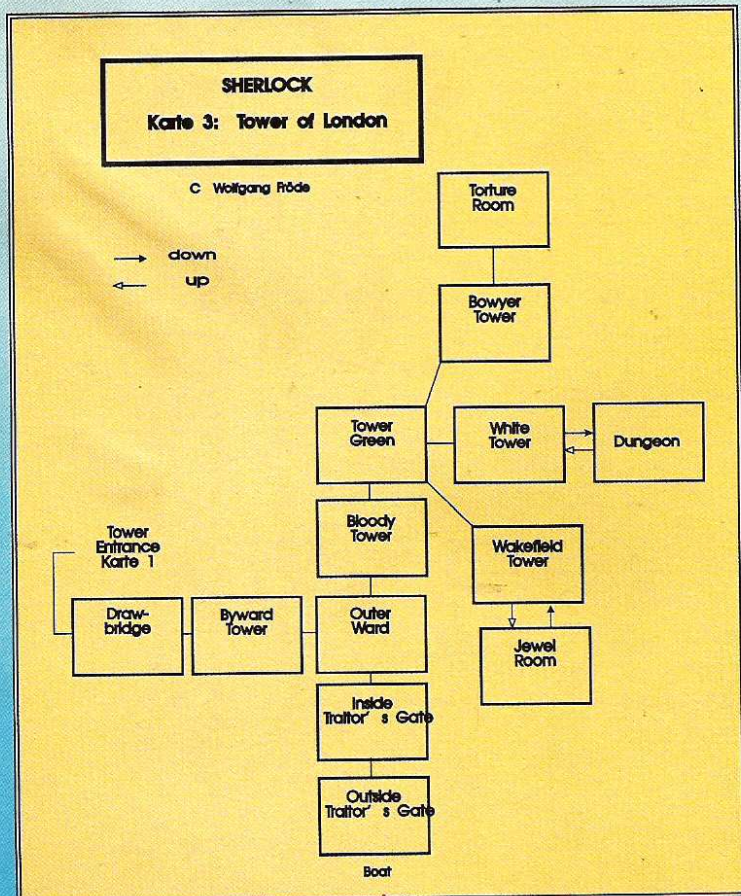 SHERLOCK
Karte 3: Tower of London
C Wolfgang Fröde
down
up
Torture
Room
Bowyer
Tower
Tower
Green
White
Tower
Dungeon
Bloody
Tower
Wakefield
Tower
Tower
Entrance
Karte 1
Draw-
bridge
Byward
Tower
Outer
Ward
Jewel
Room
Inside
Traitor' s Gate
Outside
Traitor' s Gate
Boat